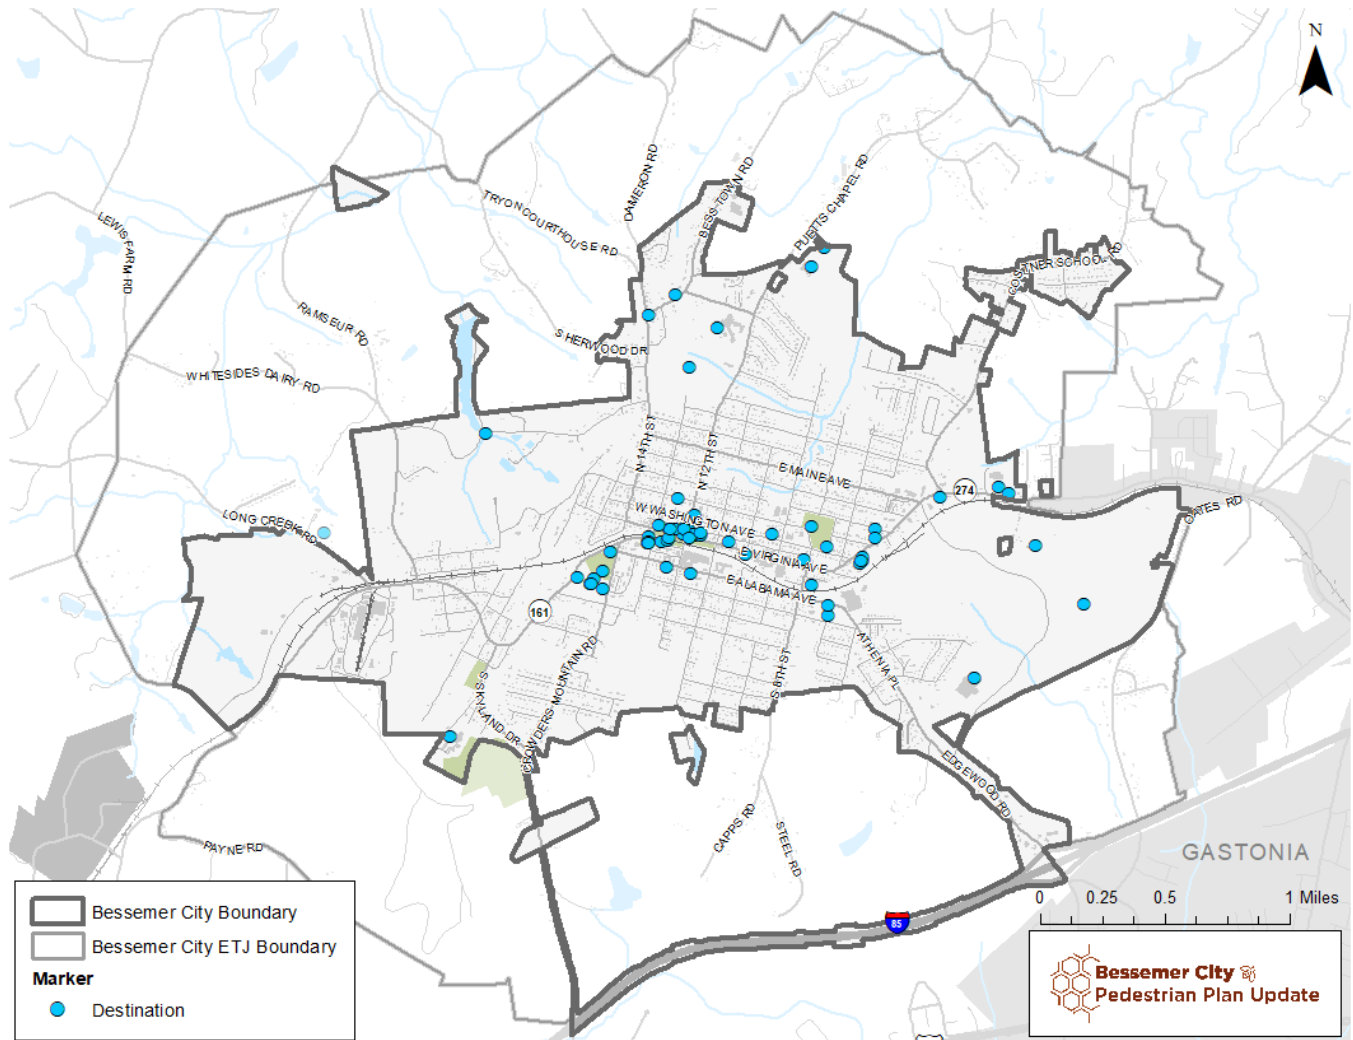 N
DAMERON RD
BESS TOWN RD
PUETTS CHAPEL RD
TRYON COURTHOUSE RD
LEWIS FARM RD
COSTNER SCHOOL RD
RAMSEUR RD
SHERWOOD DR
WHITESIDES DAIRY RD
N 14TH ST
N 12TH ST
E MAINE AVE
274
OATES RD
W WASHINGTON AVE
LONG CREEK RD
E VIRGINIA AVE
E ALABAMA AVE
161
ATHENIA PL
S 8TH ST
CROWDERS MOUNTAIN RD
S SKYLAND DR
EDGEWOOD RD
CAPPS RD
STEEL RD
PAYNE RD
GASTONIA
85
0 0.25 0.5 1 Miles
Bessemer City Boundary
Bessemer City ETJ Boundary
Marker
Destination
Bessemer City
Pedestrian Plan Update